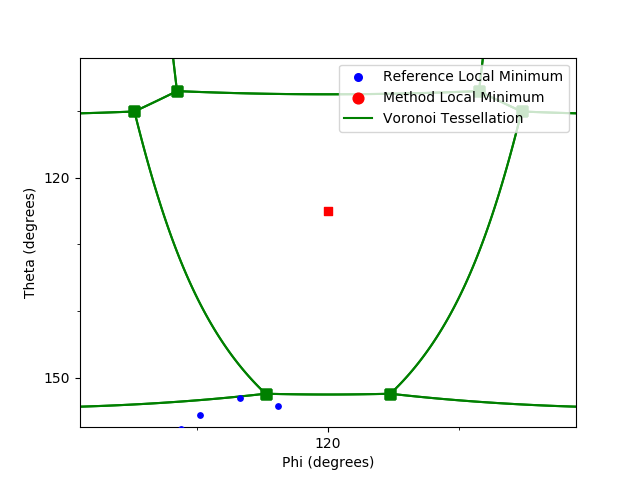 Reference Local Minimum
Method Local Minimum
Voronoi Tessellation
120
150
Theta (degrees)
120
Phi (degrees)